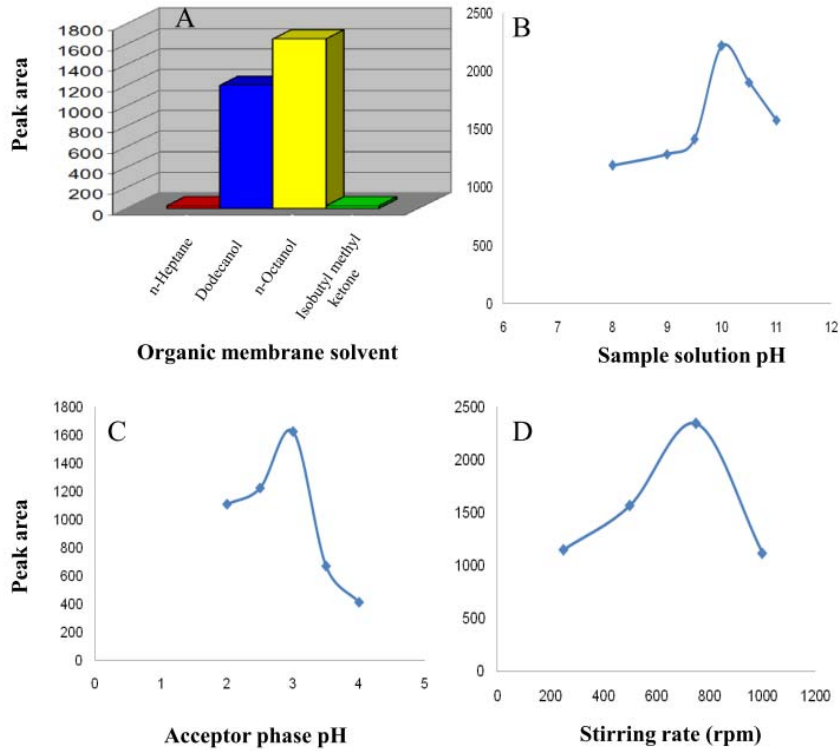 A
Peak area
1800
1600
1400
1200
1000
800
600
400
200
0
n-Heptane
Dodecanol
n-Octanol
Isobutyl methyl
ketone
Organic membrane solvent
B
2500
2000
1500
1000
500
0
6 7 8 9 10 11 12
Sample solution pH
C
Peak area
1800
1600
1400
1200
1000
800
600
400
200
0
0 1 2 3 4 5
Acceptor phase pH
D
2500
2000
1500
1000
500
0
0 200 400 600 800 1000 1200
Stirring rate (rpm)